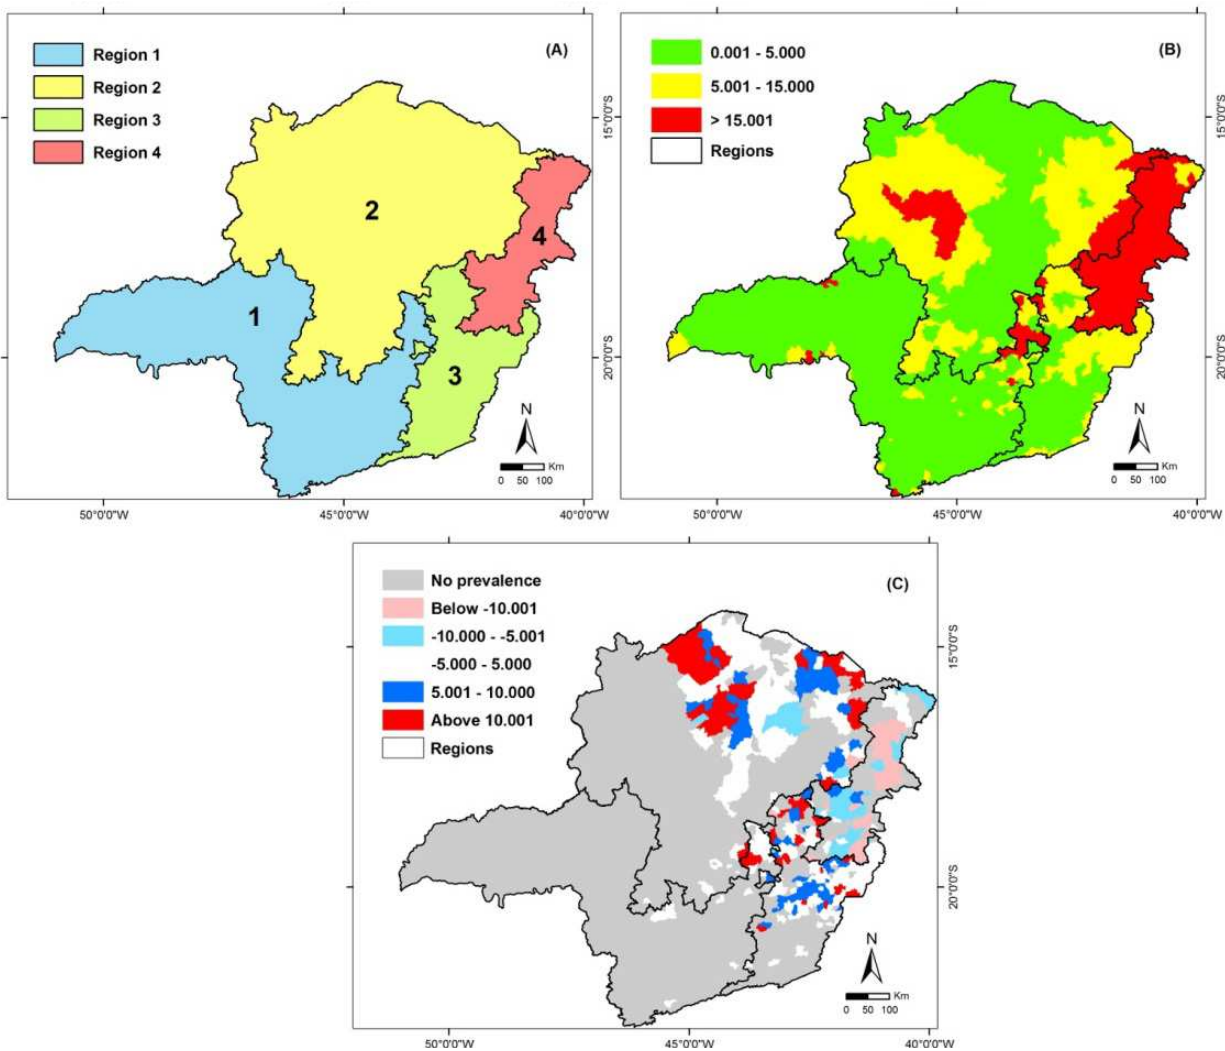 Region 1
Region 2
Region 3
Region 4
(A)
1
2
3
4
N
Km
0 50 100
15°0'0"S
20°0'0"S
50°0'0"W
45°0'0"W
40°0'0"W
0.001 - 5.000
5.001 - 15.000
> 15.001
Regions
(B)
N
Km
0 50 100
15°0'0"S
20°0'0"S
50°0'0"W
45°0'0"W
40°0'0"W
No prevalence
Below -10.001
-10.000 - -5.001
-5.000 - 5.000
5.001 - 10.000
Above 10.001
Regions
(C)
N
Km
0 50 100
15°0'0"S
20°0'0"S
50°0'0"W
45°0'0"W
40°0'0"W